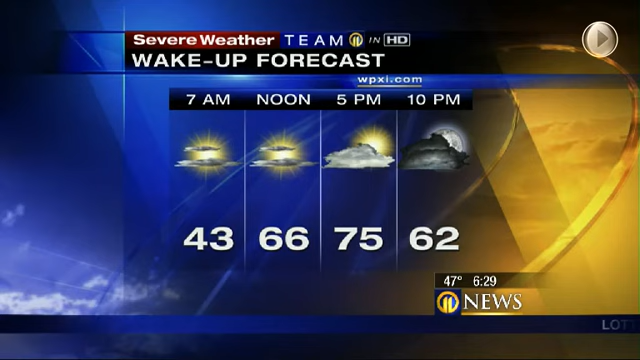 Severe Weather TEAM 11 IN HD
WAKE-UP FORECAST
wpxi.com
7 AM NOON 5 PM 10 PM
43 66 75 62
47° 6:29
11 NEWS
LOT